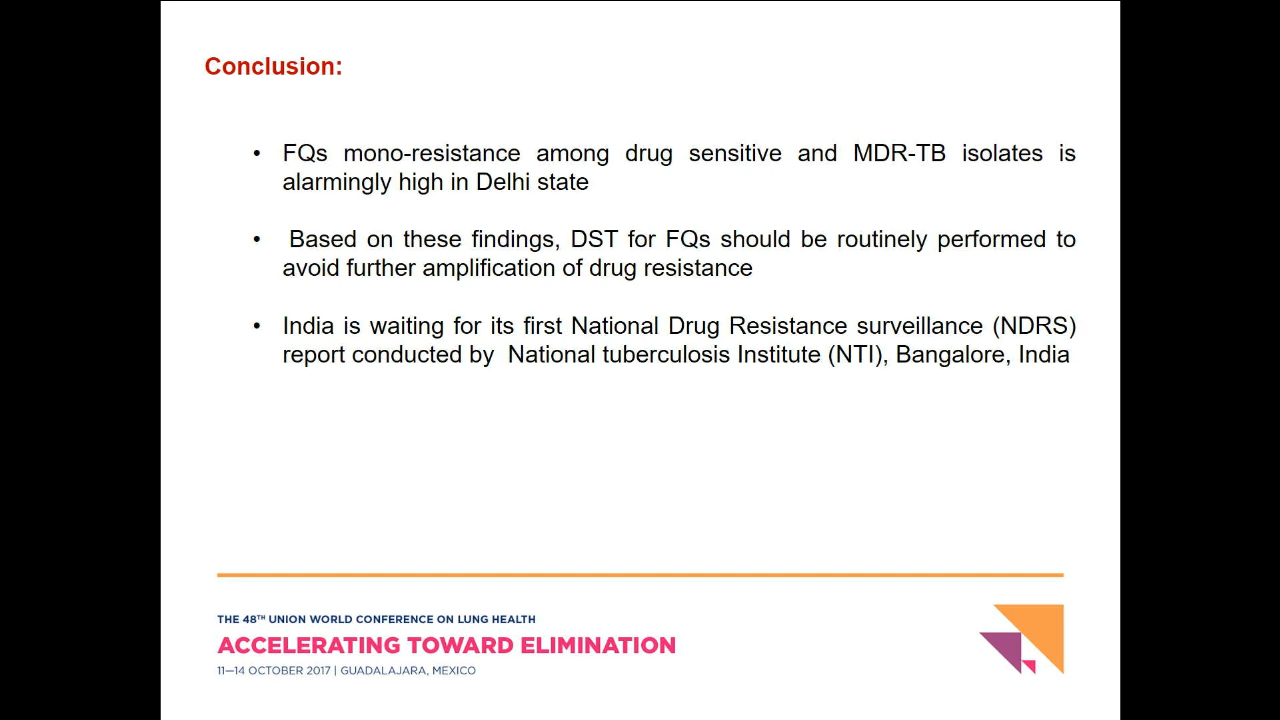 Conclusion:
• FQs mono-resistance among drug sensitive and MDR-TB isolates is
alarmingly high in Delhi state
• Based on these findings, DST for FQs should be routinely performed to
avoid further amplification of drug resistance
• India is waiting for its first National Drug Resistance surveillance (NDRS)
report conducted by National tuberculosis Institute (NTI), Bangalore, India
THE 48TH UNION WORLD CONFERENCE ON LUNG HEALTH
ACCELERATING TOWARD ELIMINATION
11—14 OCTOBER 2017 | GUADALAJARA, MEXICO